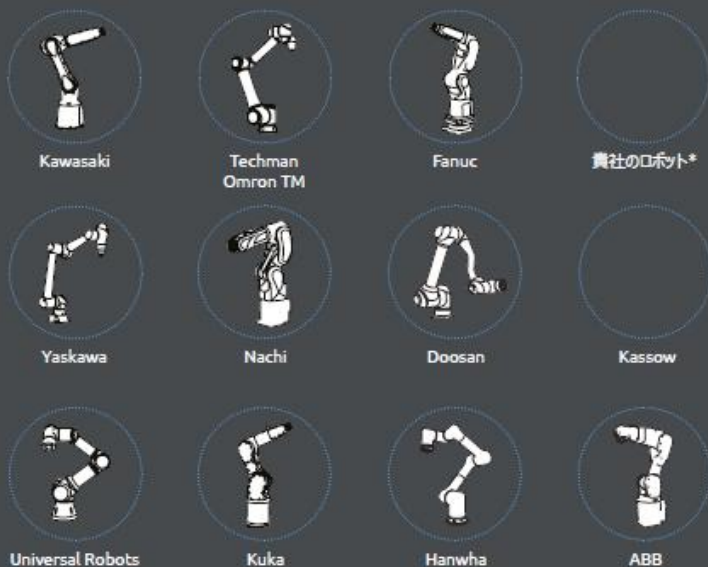 Kawasaki
Techman
Omron TM
Fanuc
貴社のロボット*
Yaskawa
Nachi
Doosan
Kassow
Universal Robots
Kuka
Hanwha
ABB